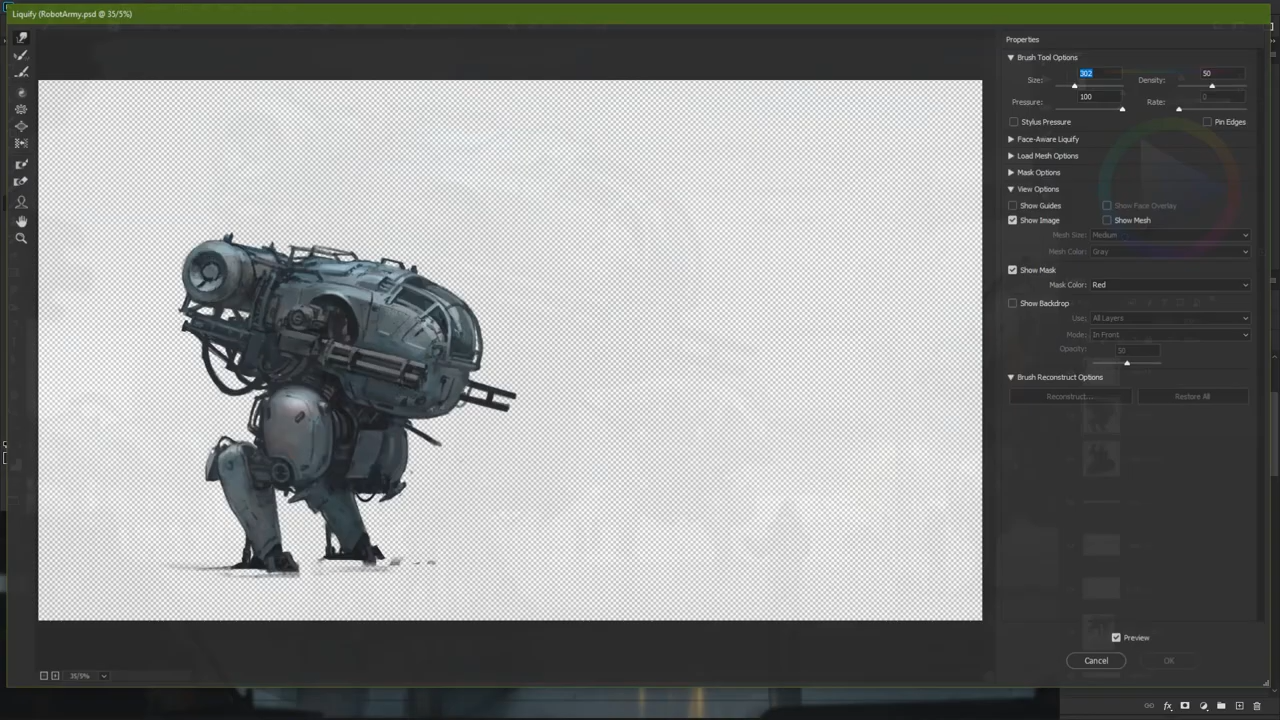 Liquify (RobotArmy.psd @ 35/5%)
Properties
Brush Tool Options
Size: 302 Density: 50
Pressure: 100 Rate: 0
Stylus Pressure Pin Edges
Face-Aware Liquify
Load Mesh Options
Mask Options
View Options
Show Guides Show Face Overlay
Show Image Show Mesh
Mesh Size: Medium
Mesh Color: Gray
Show Mask
Mask Color: Red
Show Backdrop
Use: All Layers
Mode: In Front
Opacity: 50
Brush Reconstruct Options
Reconstruct... Restore All
Preview
Cancel OK
35/5%
fx